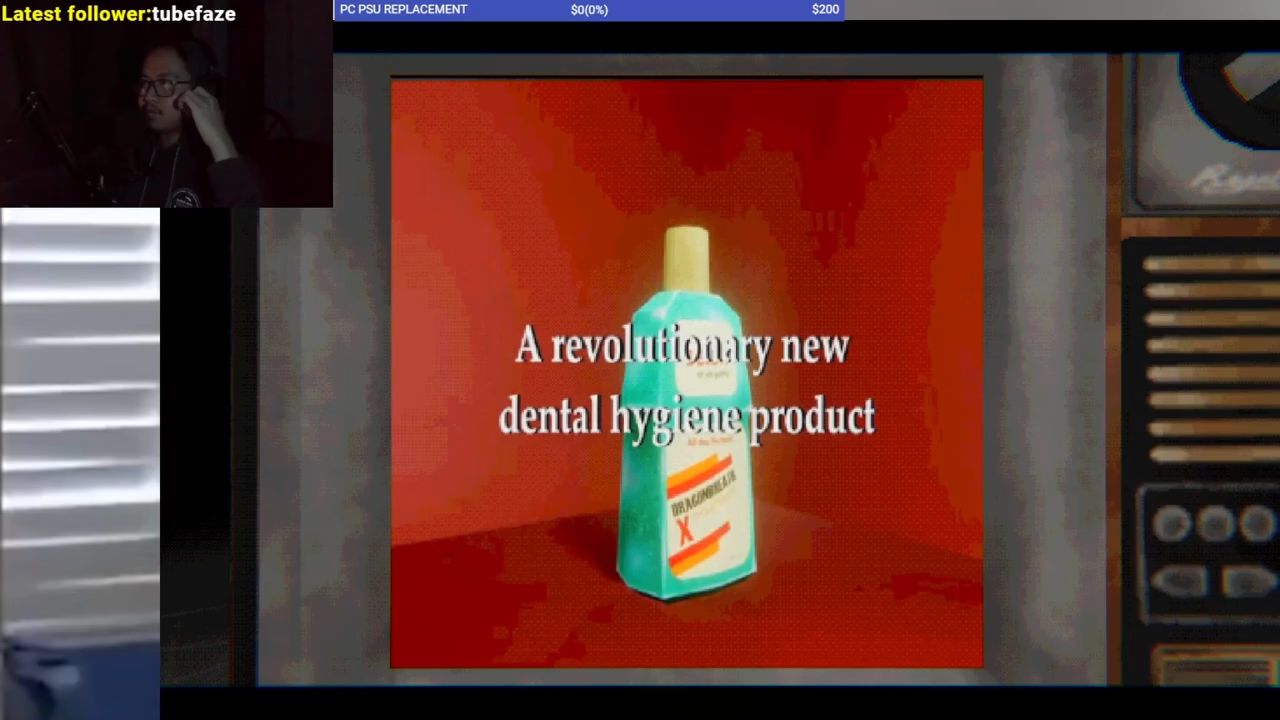 Latest follower:tubefaze
PC PSU REPLACEMENT $0(0%) $200
A revolutionary new
dental hygiene product
DRAGONBREATH
X